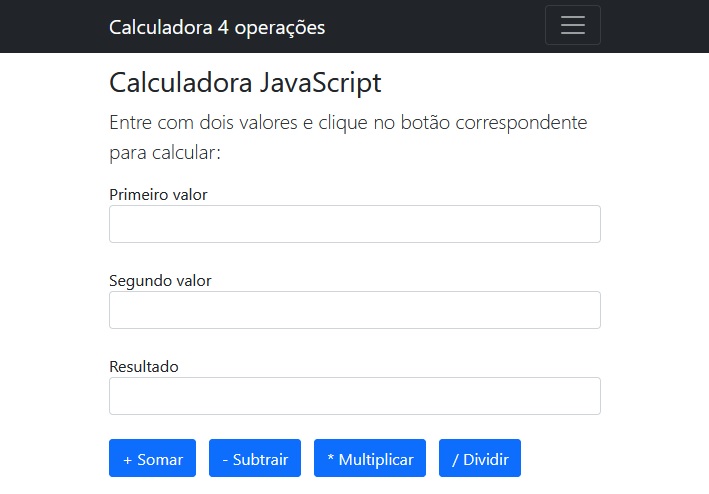 Calculadora 4 operações
Calculadora JavaScript
Entre com dois valores e clique no botão correspondente
para calcular:
Primeiro valor
Segundo valor
Resultado
+ Somar - Subtrair * Multiplicar / Dividir